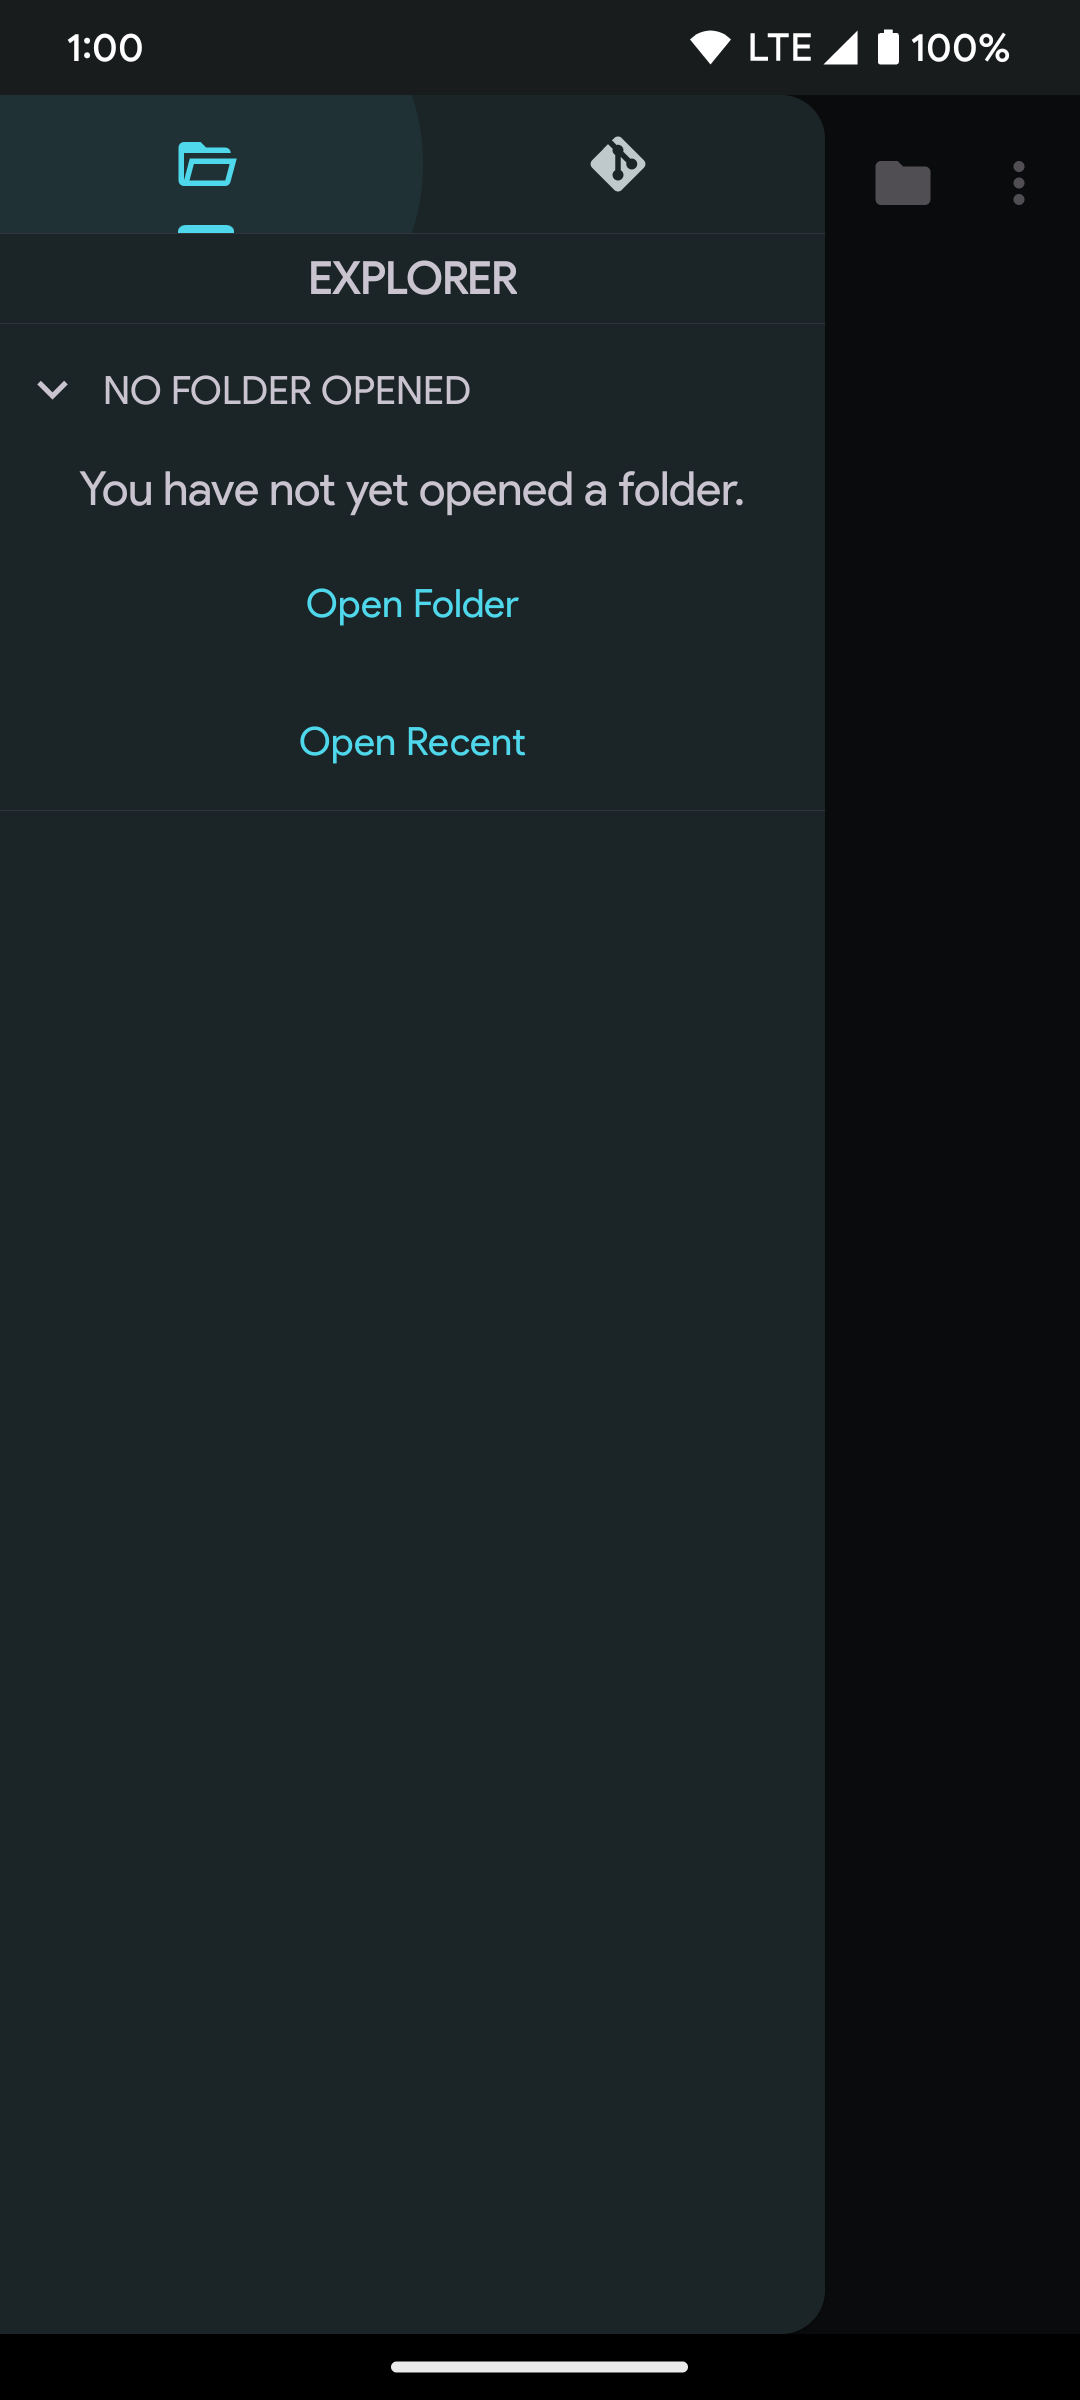 1:00
LTE
100%
EXPLORER
NO FOLDER OPENED
You have not yet opened a folder.
Open Folder
Open Recent